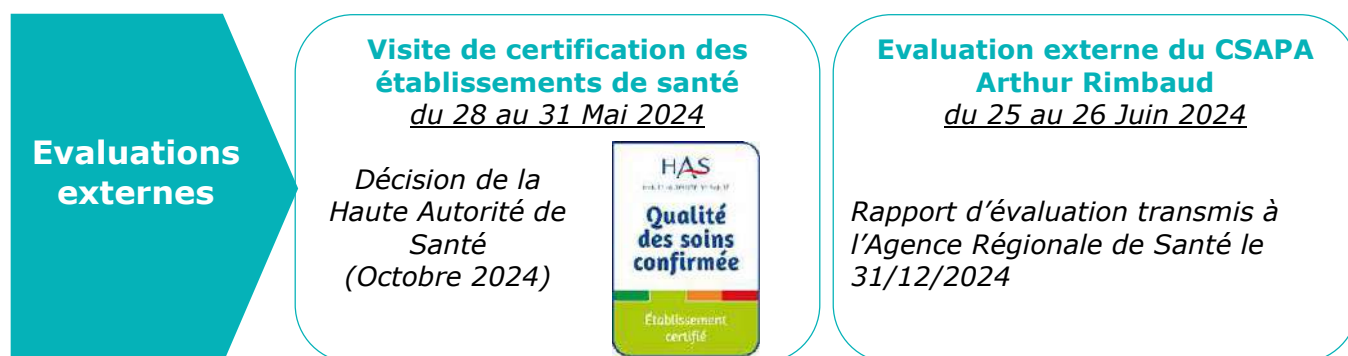 Evaluations
externes
Visite de certification des
établissements de santé
du 28 au 31 Mai 2024
Décision de la
Haute Autorité de
Santé
(Octobre 2024)
HAS
Qualité
des soins
confirmée
Établissement
certifié
Evaluation externe du CSAPA
Arthur Rimbaud
du 25 au 26 Juin 2024
Rapport d’évaluation transmis à
l’Agence Régionale de Santé le
31/12/2024